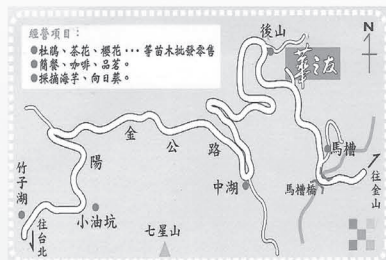 經營項目：
●杜鵑、茶花、櫻花…等苗木批發零售
●簡餐、咖啡、品茗。
●採摘海芋、向日葵。
後山
華之友
陽金公路
馬槽
馬槽橋
往金山
中湖
竹子湖
小油坑
往台北
七星山